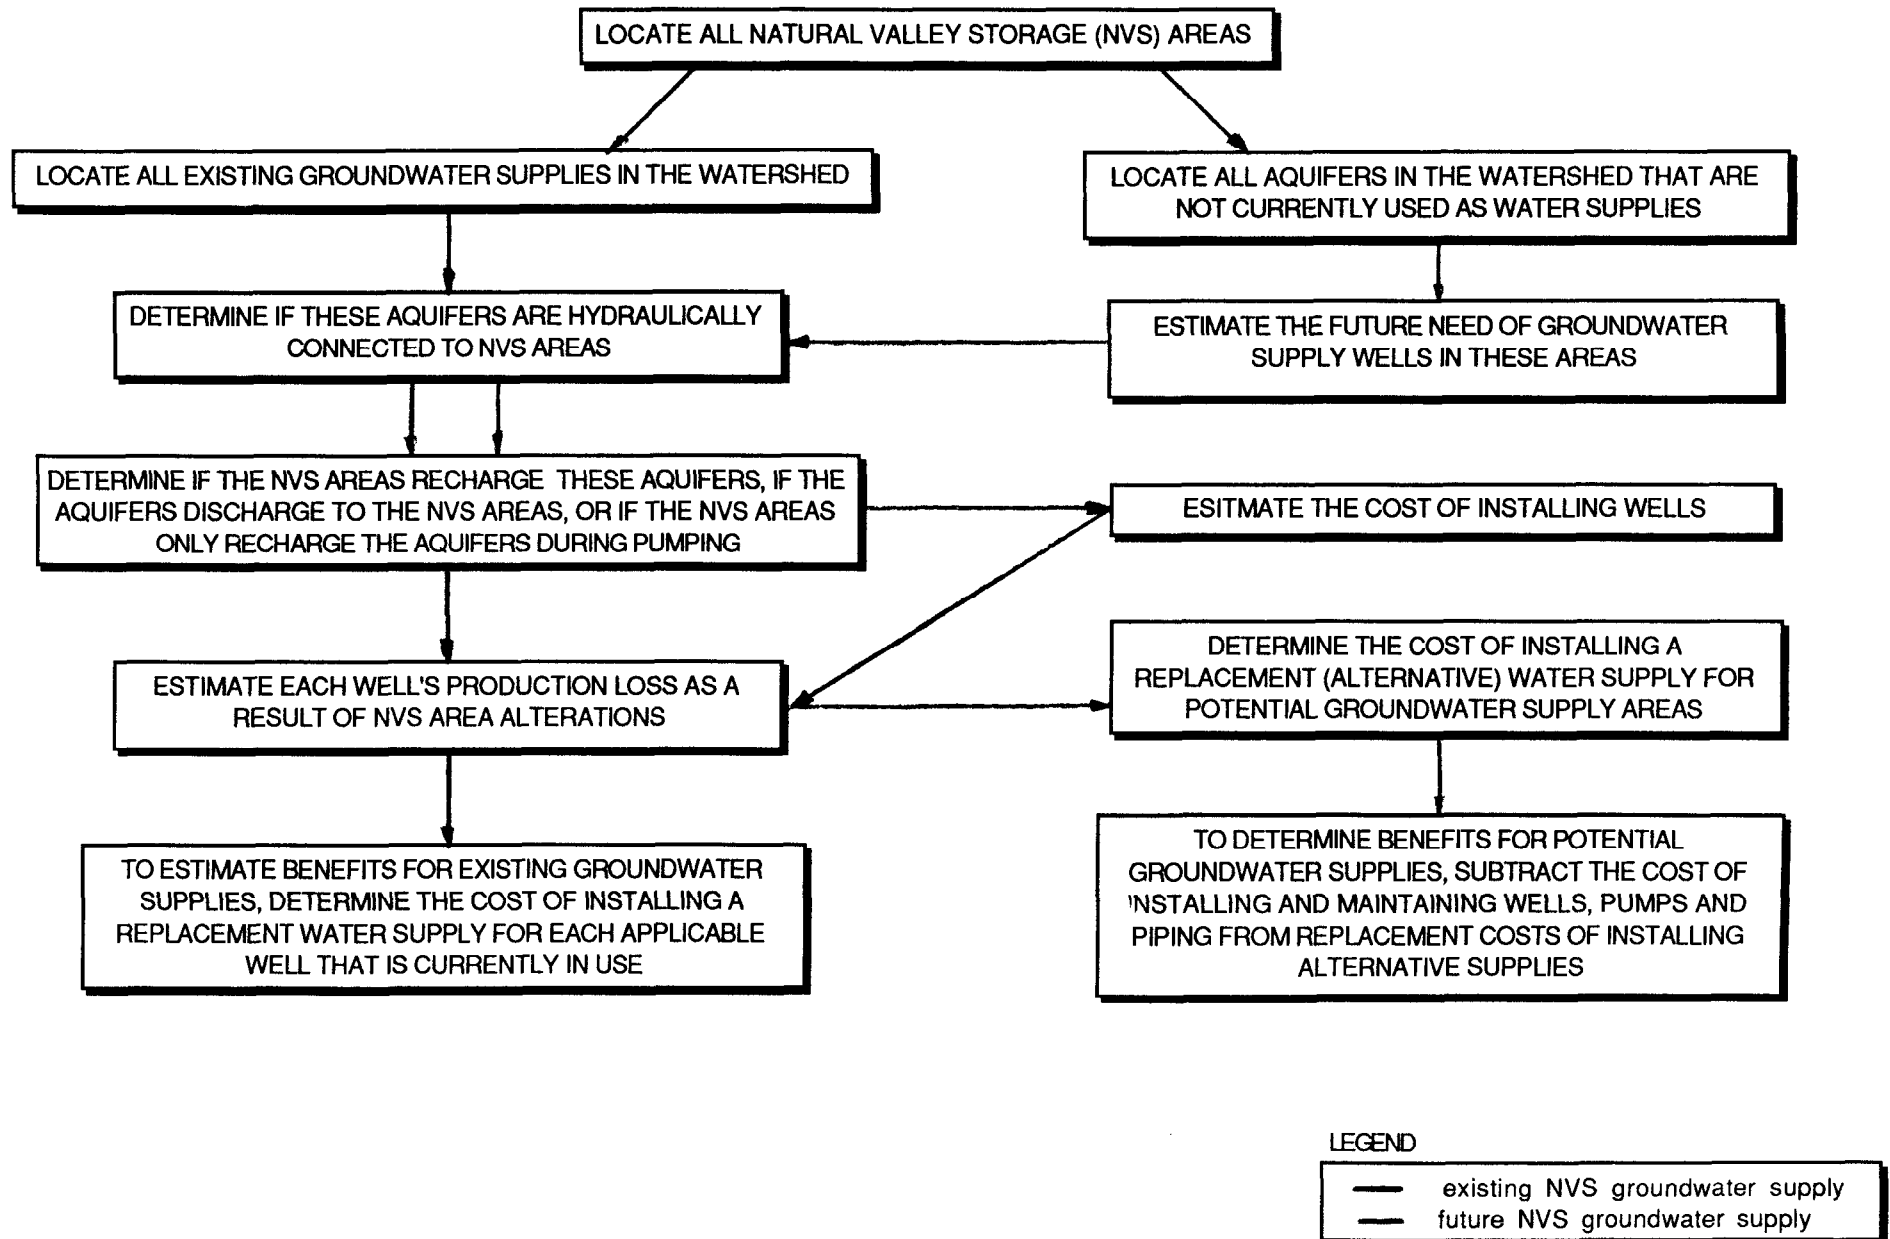 LOCATE ALL NATURAL VALLEY STORAGE (NVS) AREAS
LOCATE ALL EXISTING GROUNDWATER SUPPLIES IN THE WATERSHED
LOCATE ALL AQUIFERS IN THE WATERSHED THAT ARE
NOT CURRENTLY USED AS WATER SUPPLIES
DETERMINE IF THESE AQUIFERS ARE HYDRAULICALLY
CONNECTED TO NVS AREAS
ESTIMATE THE FUTURE NEED OF GROUNDWATER
SUPPLY WELLS IN THESE AREAS
DETERMINE IF THE NVS AREAS RECHARGE THESE AQUIFERS, IF THE
AQUIFERS DISCHARGE TO THE NVS AREAS, OR IF THE NVS AREAS
ONLY RECHARGE THE AQUIFERS DURING PUMPING
ESITMATE THE COST OF INSTALLING WELLS
ESTIMATE EACH WELL'S PRODUCTION LOSS AS A
RESULT OF NVS AREA ALTERATIONS
DETERMINE THE COST OF INSTALLING A
REPLACEMENT (ALTERNATIVE) WATER SUPPLY FOR
POTENTIAL GROUNDWATER SUPPLY AREAS
TO ESTIMATE BENEFITS FOR EXISTING GROUNDWATER
SUPPLIES, DETERMINE THE COST OF INSTALLING A
REPLACEMENT WATER SUPPLY FOR EACH APPLICABLE
WELL THAT IS CURRENTLY IN USE
TO DETERMINE BENEFITS FOR POTENTIAL
GROUNDWATER SUPPLIES, SUBTRACT THE COST OF
INSTALLING AND MAINTAINING WELLS, PUMPS AND
PIPING FROM REPLACEMENT COSTS OF INSTALLING
ALTERNATIVE SUPPLIES
LEGEND
existing NVS groundwater supply
future NVS groundwater supply